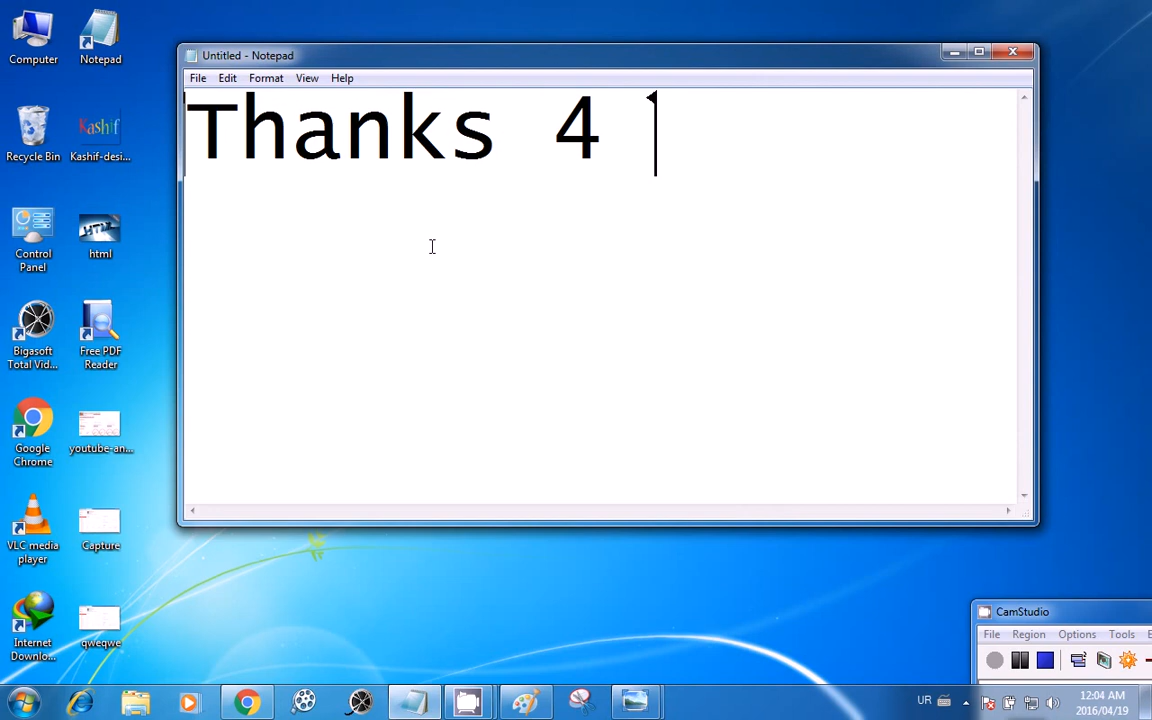 Computer
Notepad
Recycle Bin
Kashif-desi...
Kashif
Control Panel
html
Bigasoft Total Vid...
Free PDF Reader
Google Chrome
youtube-an...
VLC media player
Capture
Internet Downlo...
qweqwe
Untitled - Notepad
File Edit Format View Help
Thanks 4
CamStudio
File Region Options Tools
UR
12:04 AM
2016/04/19